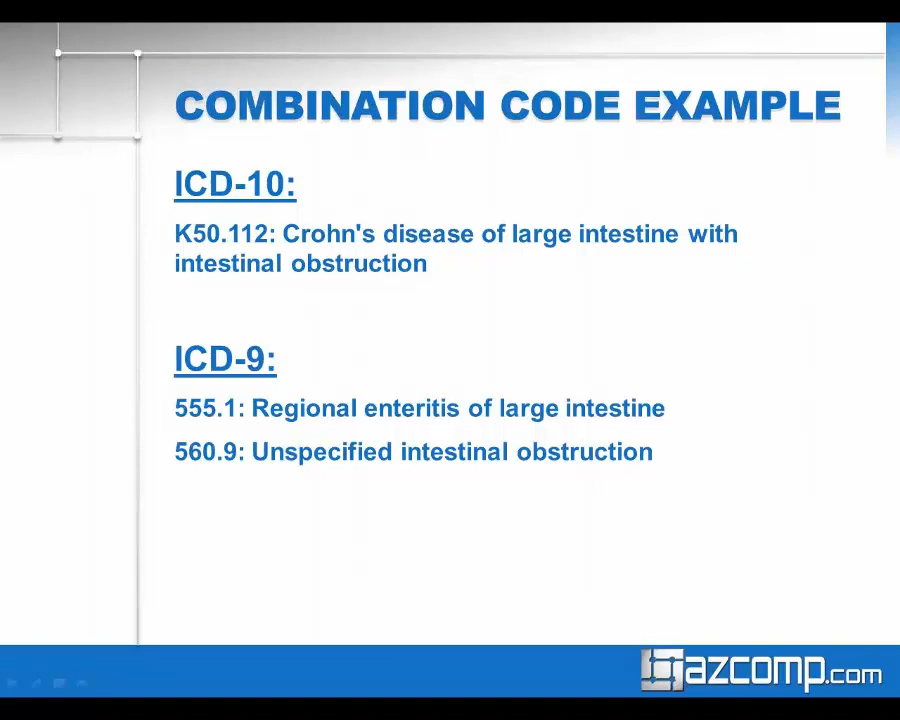 COMBINATION CODE EXAMPLE
ICD-10:
K50.112: Crohn's disease of large intestine with
intestinal obstruction
ICD-9:
555.1: Regional enteritis of large intestine
560.9: Unspecified intestinal obstruction
azcomp.com